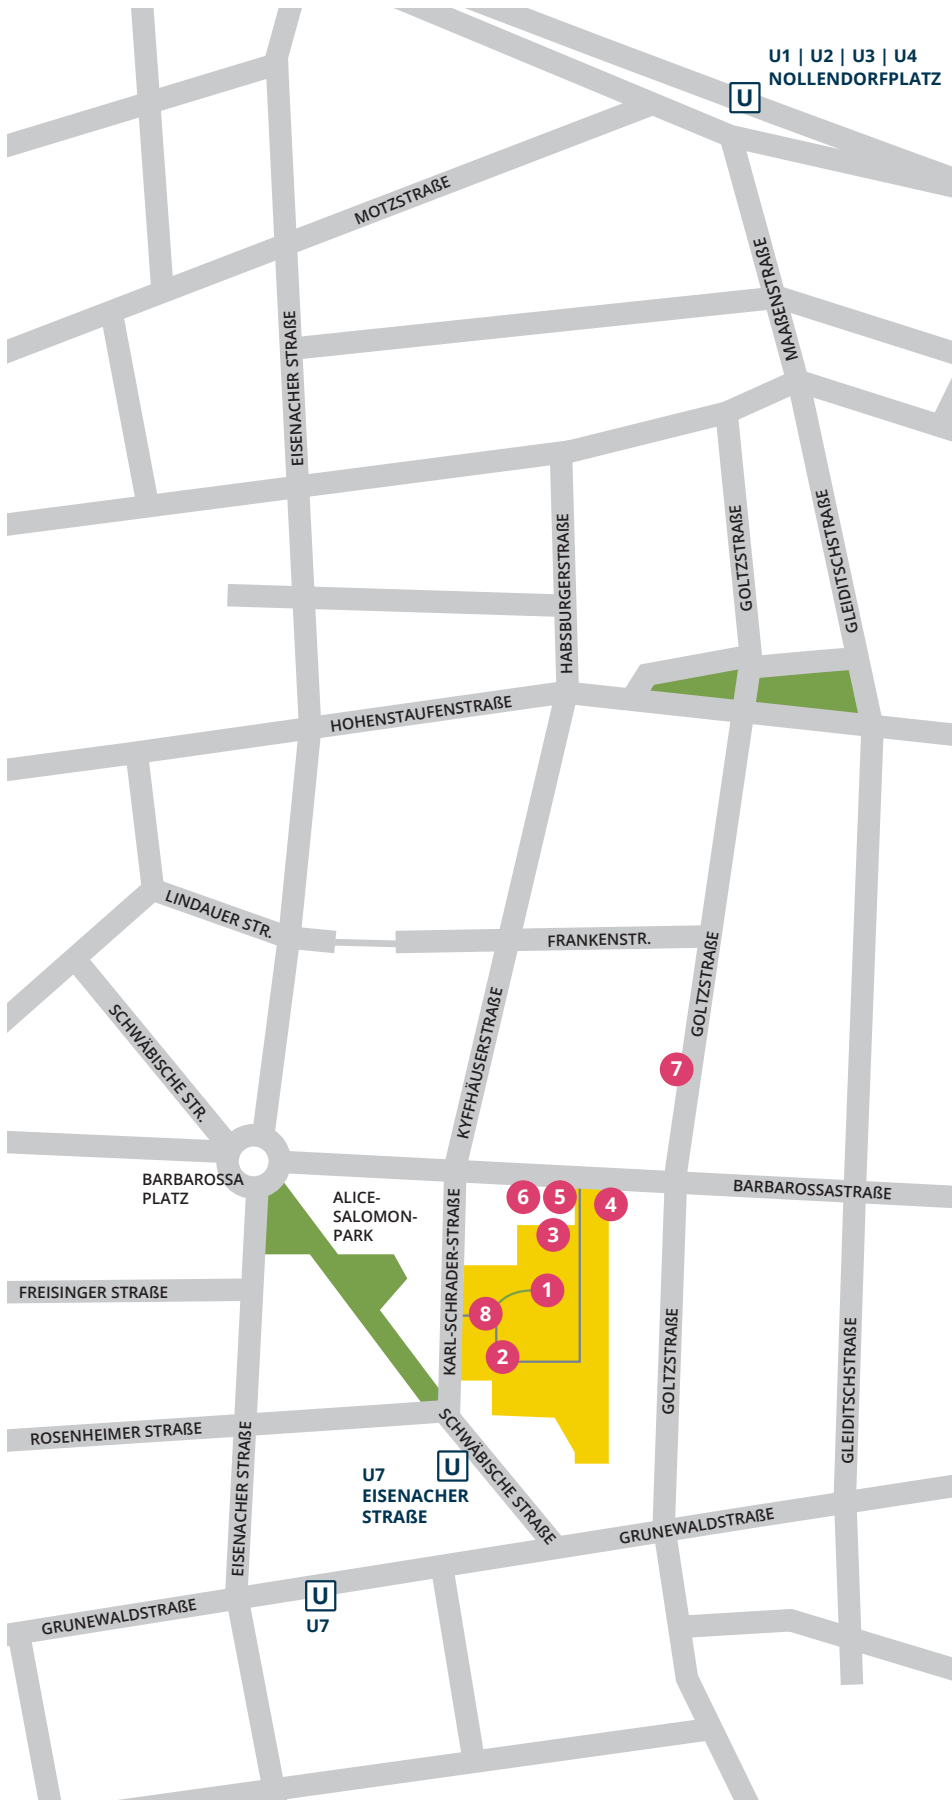 U1 | U2 | U3 | U4
NOLLENDORFPLATZ
U
MOTZSTRAßE
MAAßENSTRAßE
EISENACHER STRAßE
GLEIDITSCHSTRAßE
GOLTZSTRAßE
HABSBURGERSTRAßE
HOHENSTAUFENSTRAßE
LINDAUER STR.
FRANKENSTR.
GOLTZSTRAßE
KYFFHÄUSERSTRAßE
SCHWÄBISCHE STR.
7
BARBAROSSA
PLATZ
ALICE-
SALOMON-
PARK
BARBAROSSASTRAßE
6
5
4
3
KARL-SCHRADER-STRAßE
FREISINGER STRAßE
1
8
2
GOLTZSTRAßE
GLEIDITSCHSTRAßE
ROSENHEIMER STRAßE
EISENACHER STRAßE
SCHWÄBISCHE STRAßE
U
U7
EISENACHER
STRAßE
GRUNEWALDSTRAßE
U
U7
GRUNEWALDSTRAßE